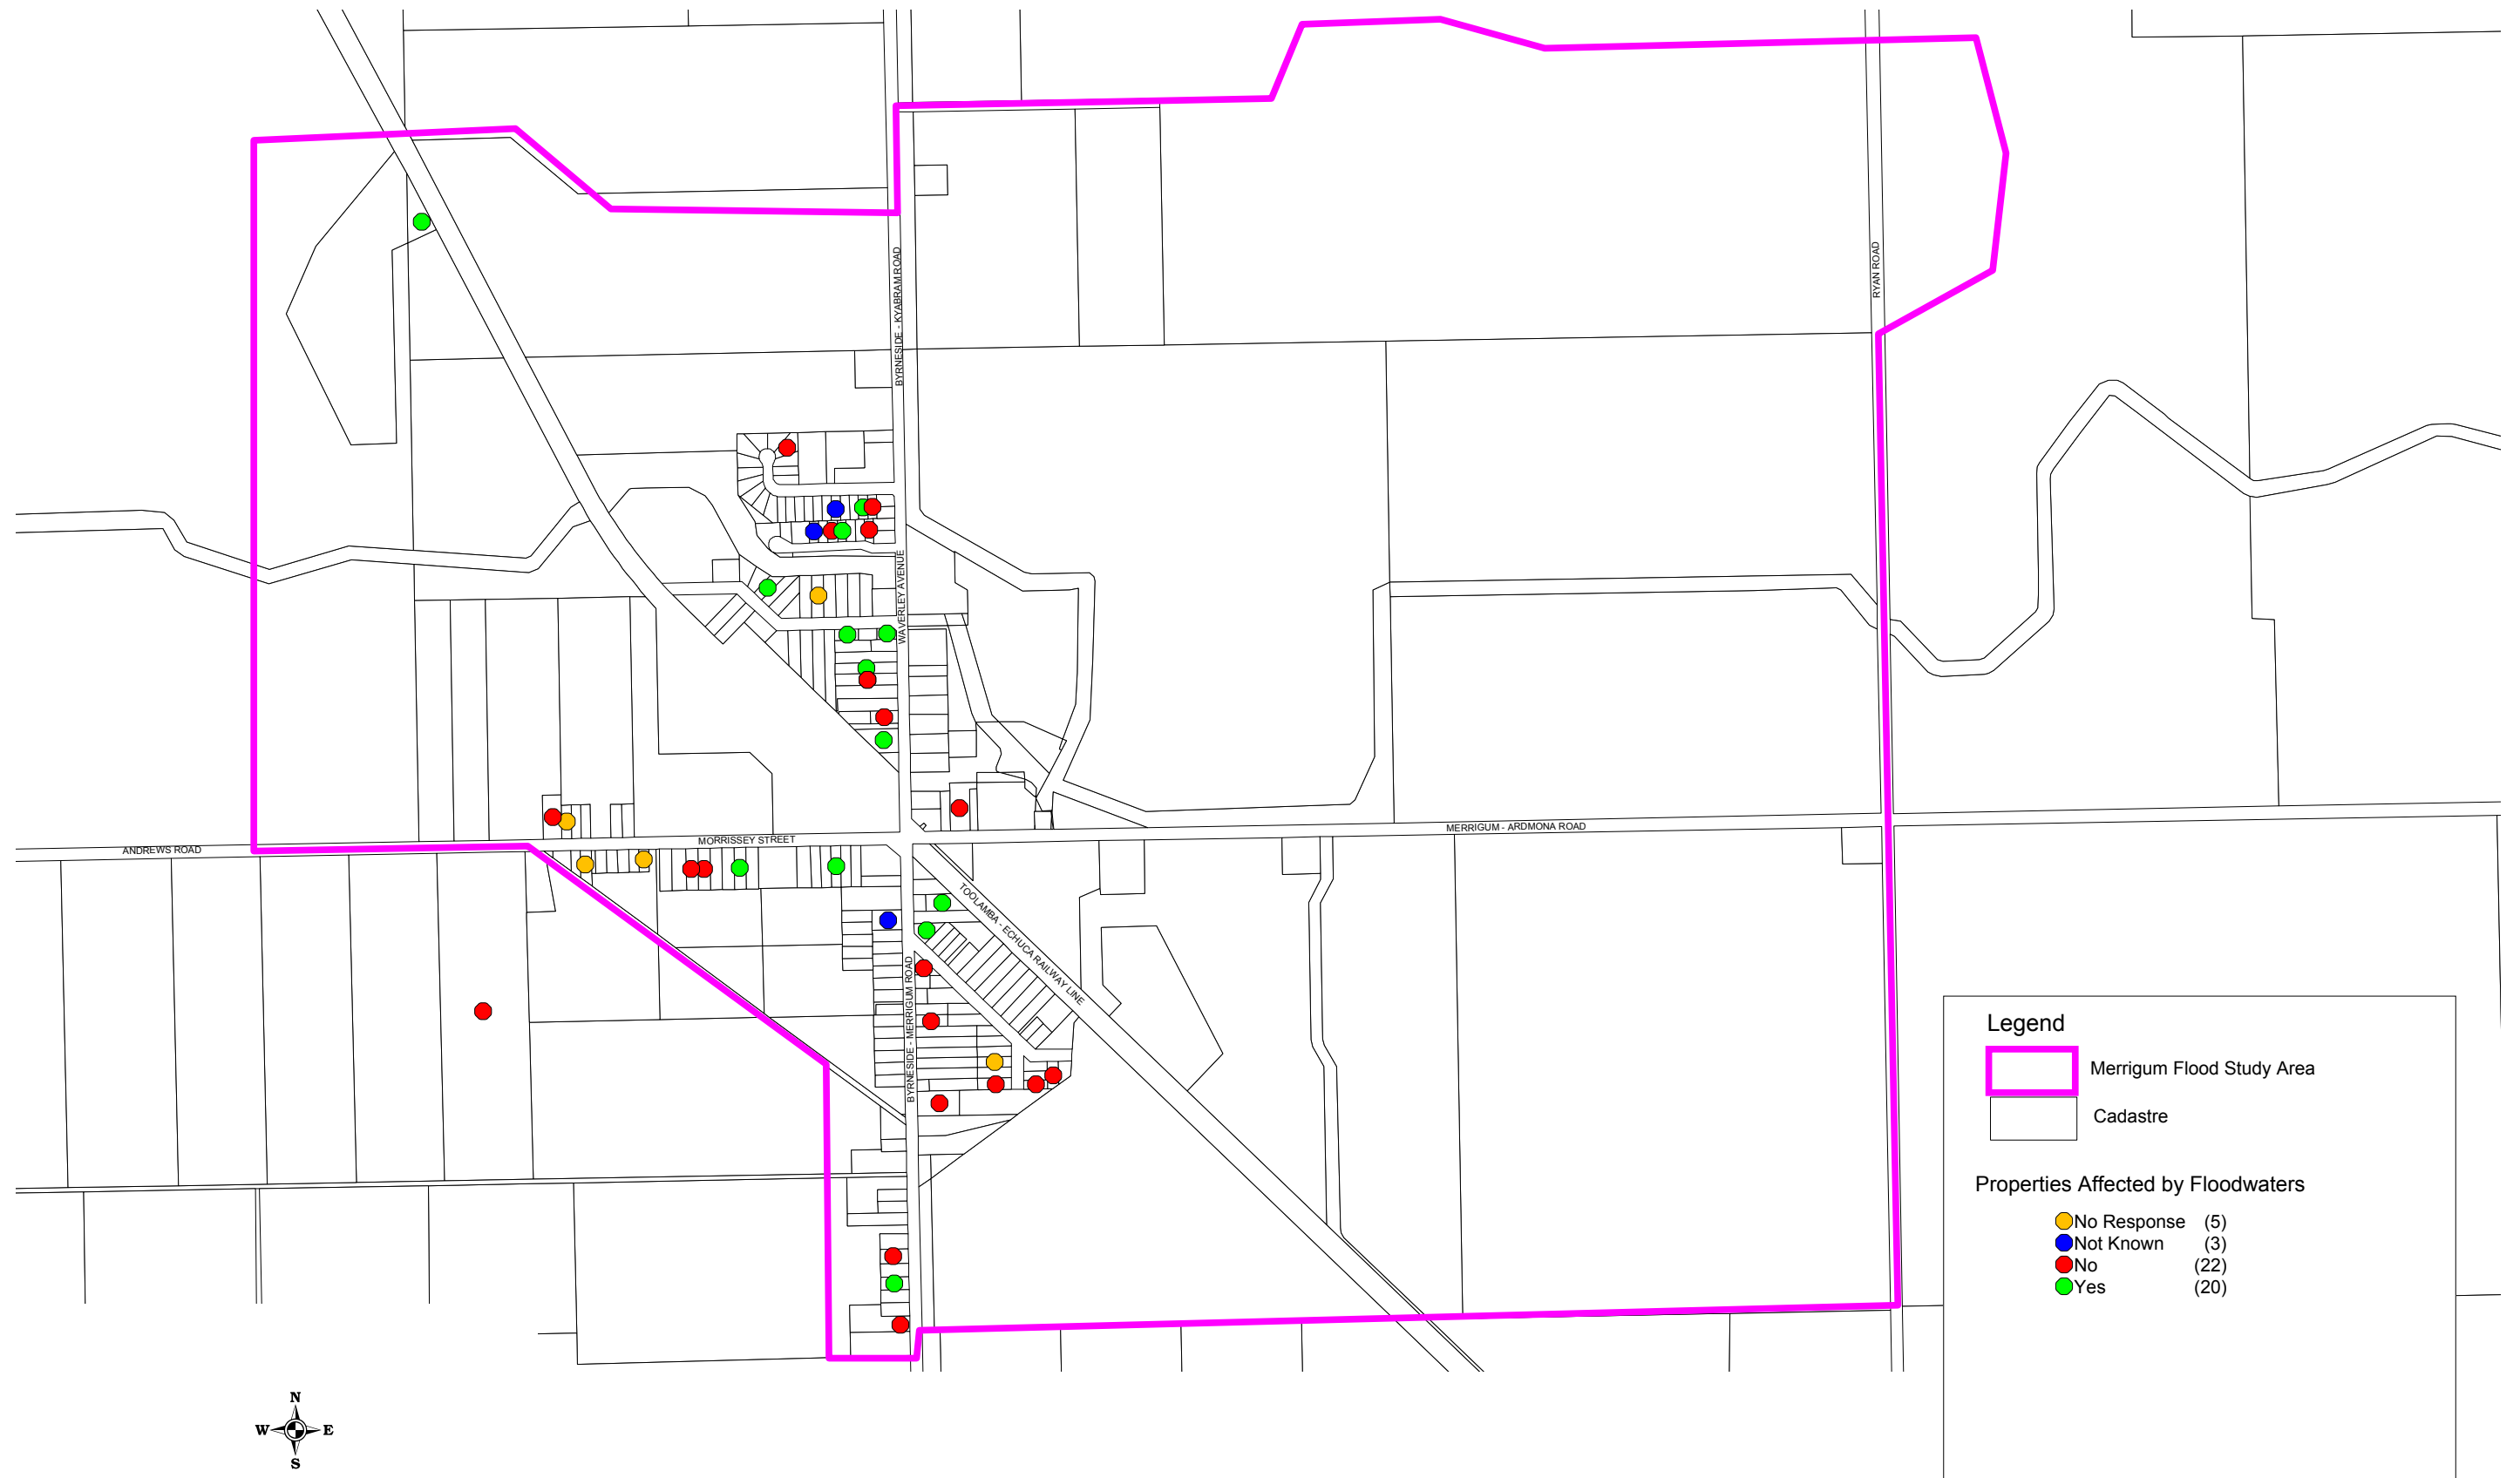 BYRNESIDE - KYABRAM ROAD
RYAN ROAD
WAVERLEY AVENUE
ANDREWS ROAD
MORRISSEY STREET
MERRIGUM - ARDMONA ROAD
TOOLAMBA - ECHUCA RAILWAY LINE
BYRNESIDE - MERRIGUM ROAD
Legend
Merrigum Flood Study Area
Cadastre
Properties Affected by Floodwaters
No Response (5)
Not Known (3)
No (22)
Yes (20)
N
W E
S